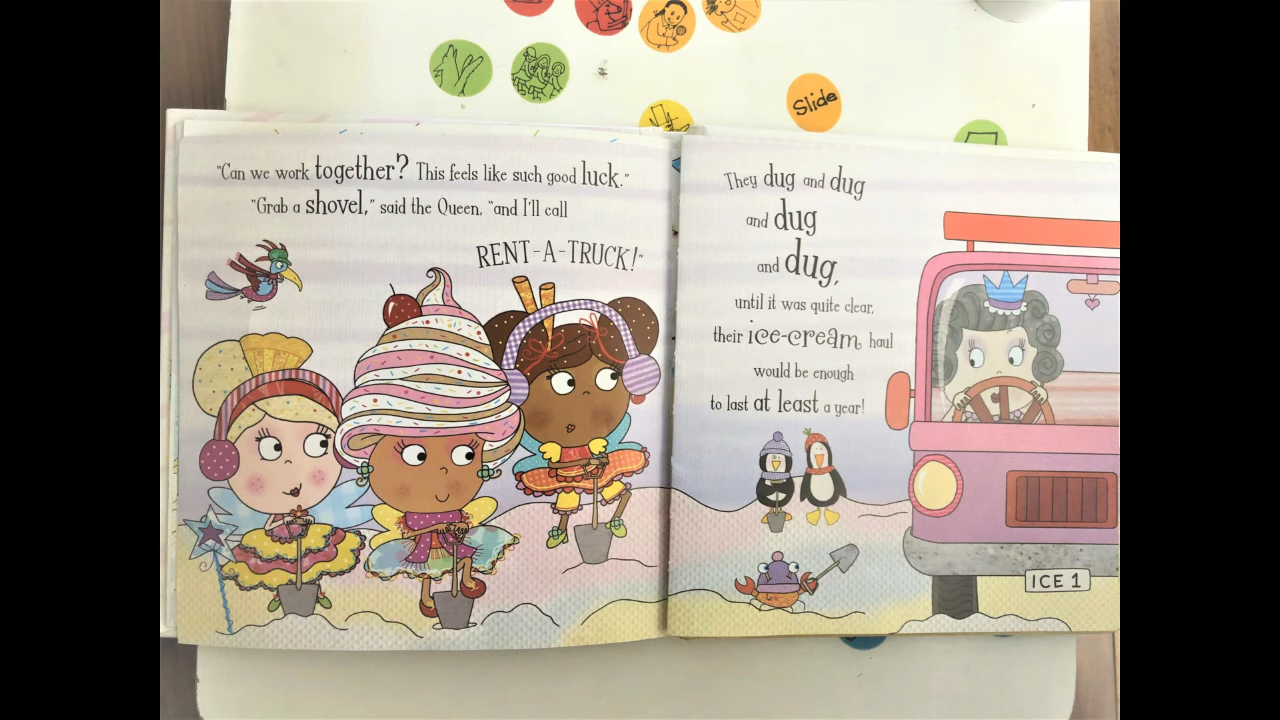 Slide
"Can we work together? This feels like such good luck."
"Grab a shovel," said the Queen, "and I'll call
RENT-A-TRUCK!"
They dug and dug
and dug
and dug,
until it was quite clear,
their ice-cream haul
would be enough
to last at least a year!
ICE 1